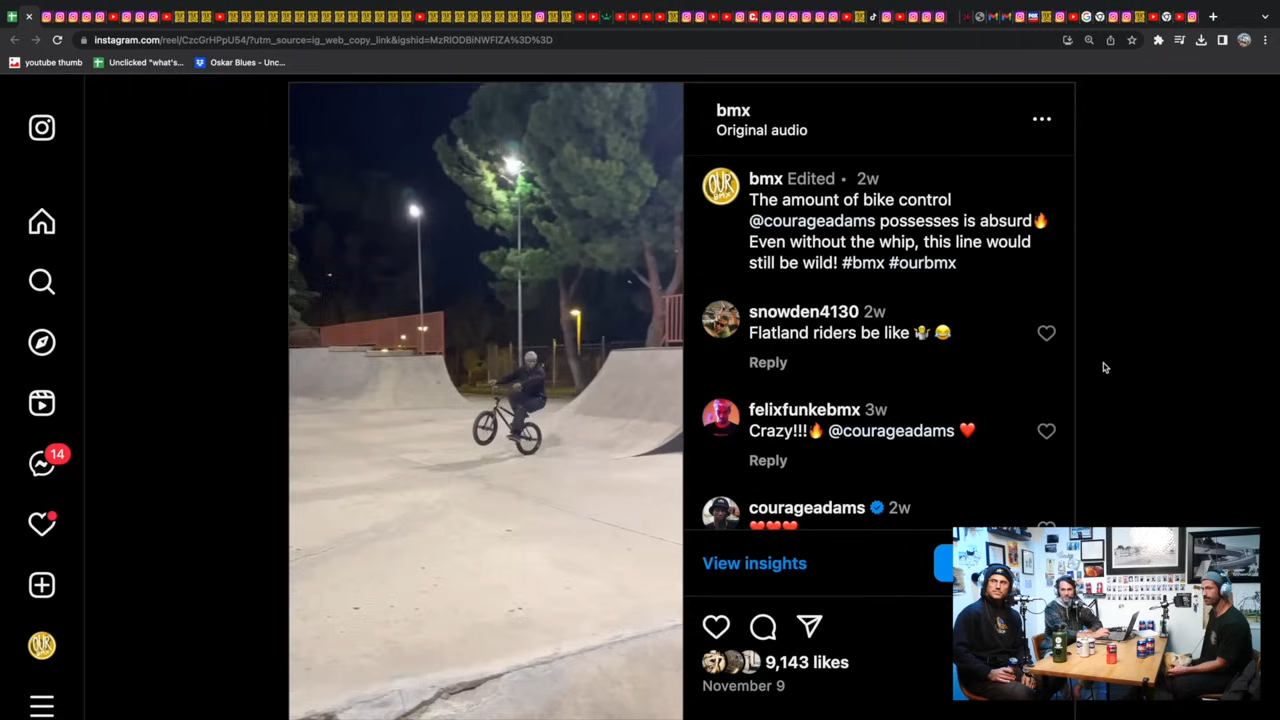 instagram.com/reel/CzcGrHPpU54/?utm_source=ig_web_copy_link&igshid=MzRlODBiNWFlZA%3D%3D
youtube thumb
Unclicked "what's...
Oskar Blues - Unc...
bmx
Original audio
OUR BMX
bmx Edited · 2w
The amount of bike control
@courageadams possesses is absurd🔥
Even without the whip, this line would
still be wild! #bmx #ourbmx
snowden4130 2w
Flatland riders be like 🤷😂
Reply
felixfunkebmx 3w
Crazy!!!🔥 @courageadams ❤️
Reply
courageadams 2w
❤️❤️❤️
14
View insights
9,143 likes
November 9